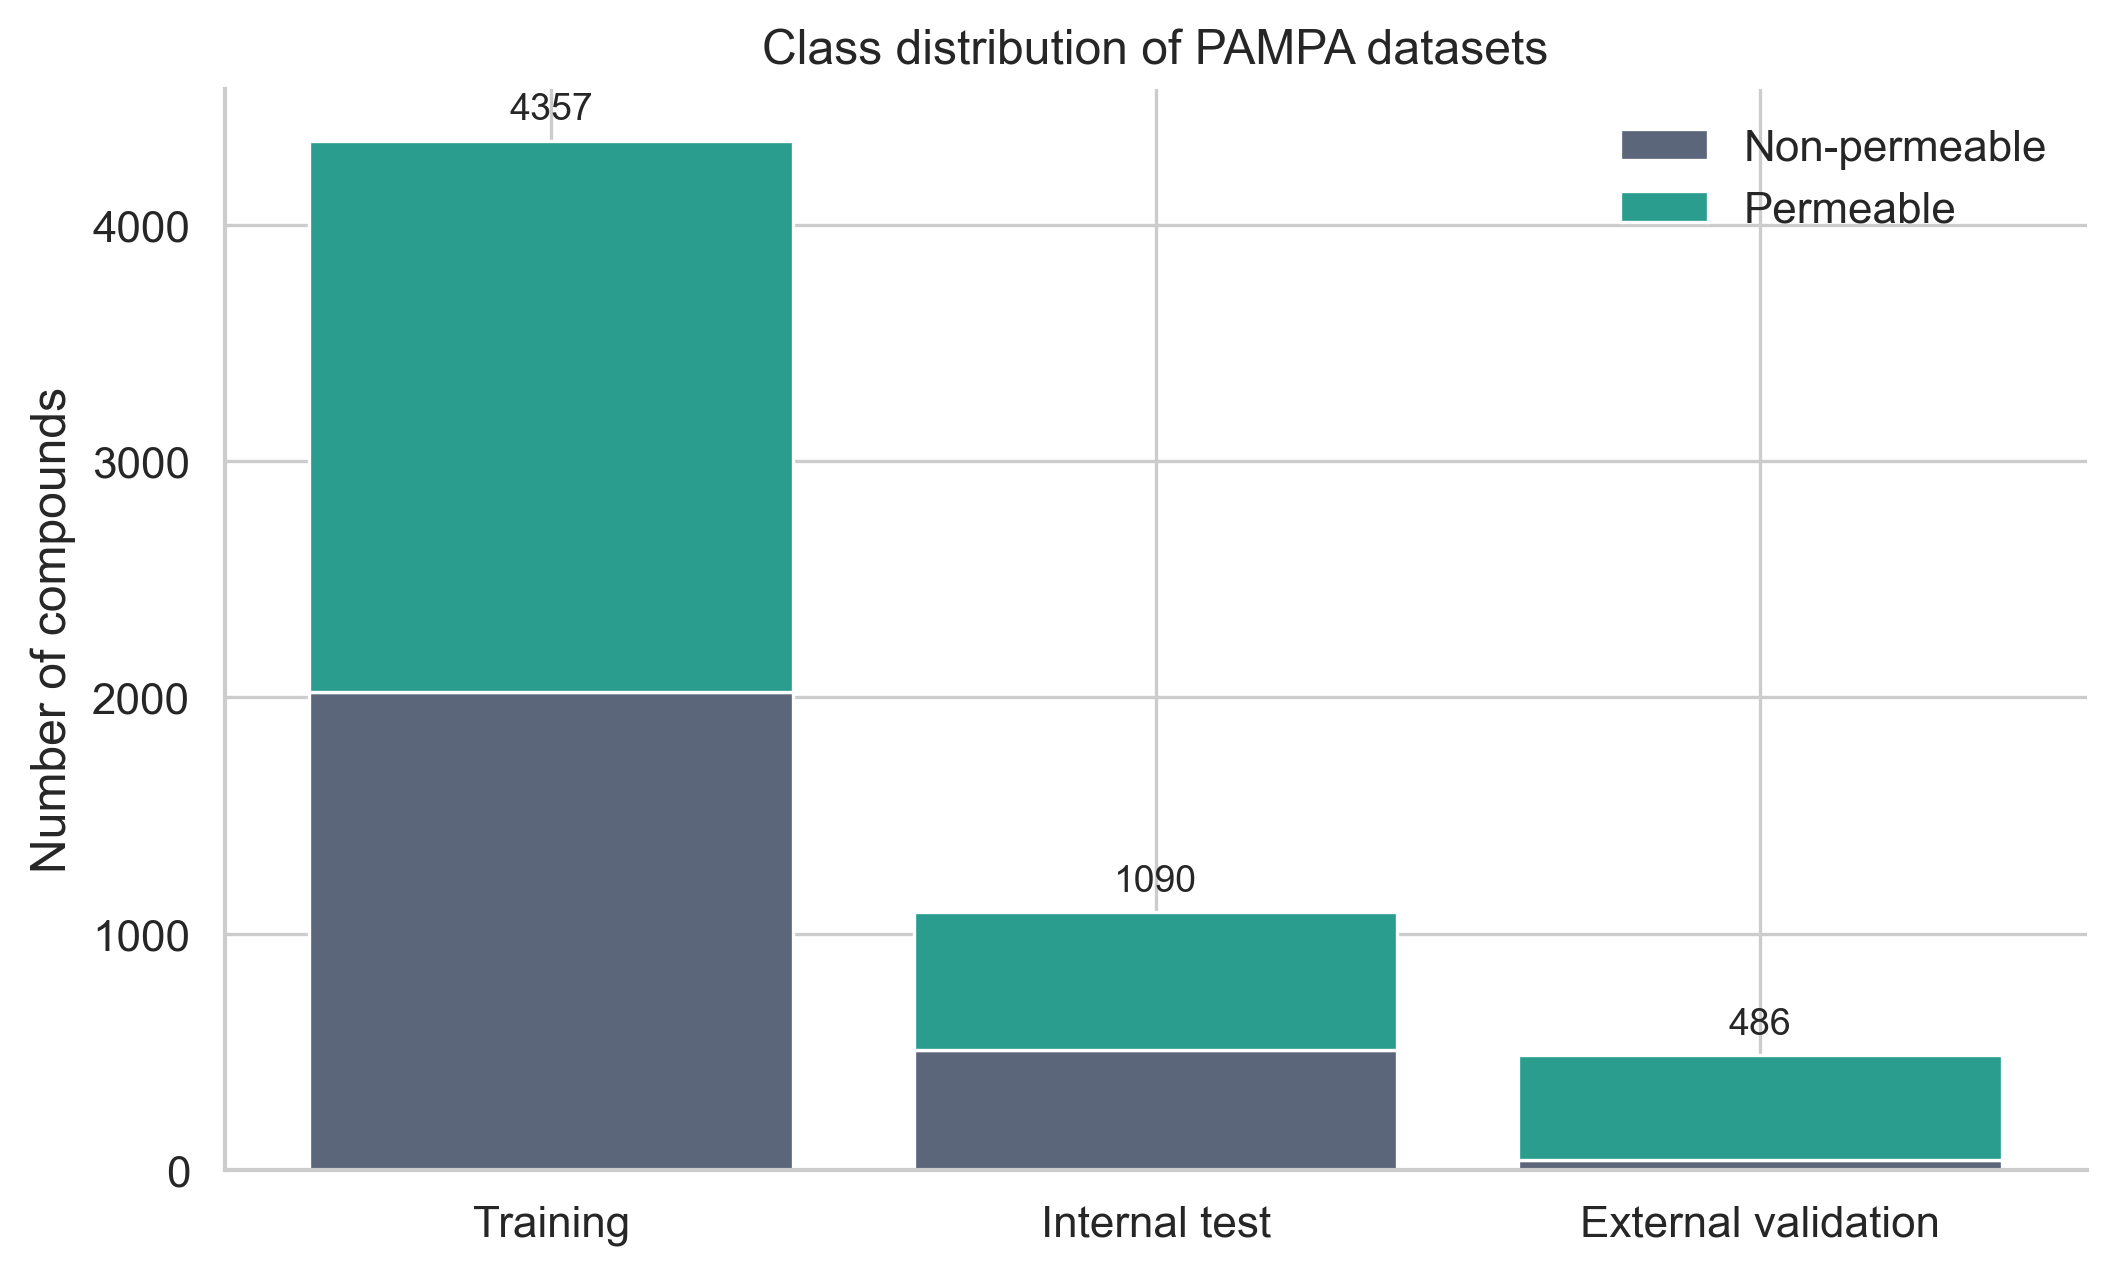 Class distribution of PAMPA datasets
Non-permeable
Permeable
4357
1090
486
Number of compounds
4000
3000
2000
1000
0
Training
Internal test
External validation